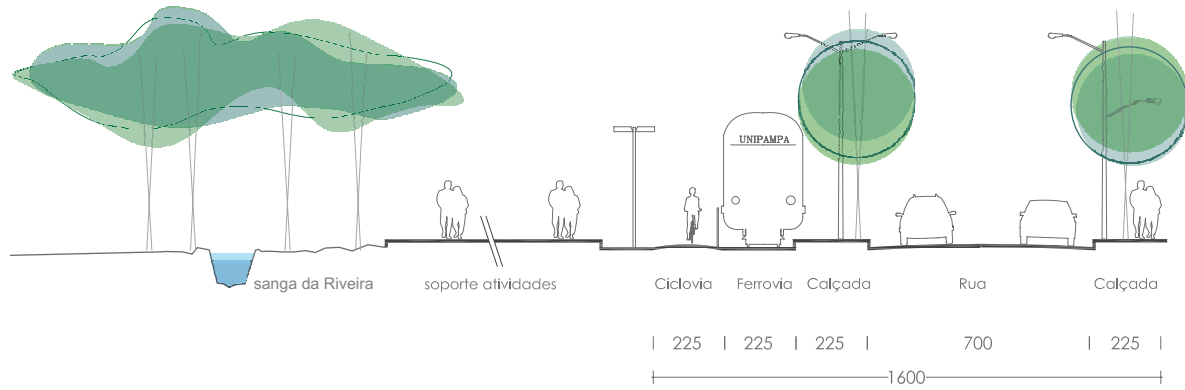 UNIPAMPA
sanga da Riveira
soporte atividades
Ciclovia
Ferrovia
Calçada
Rua
Calçada
225
225
225
700
225
1600